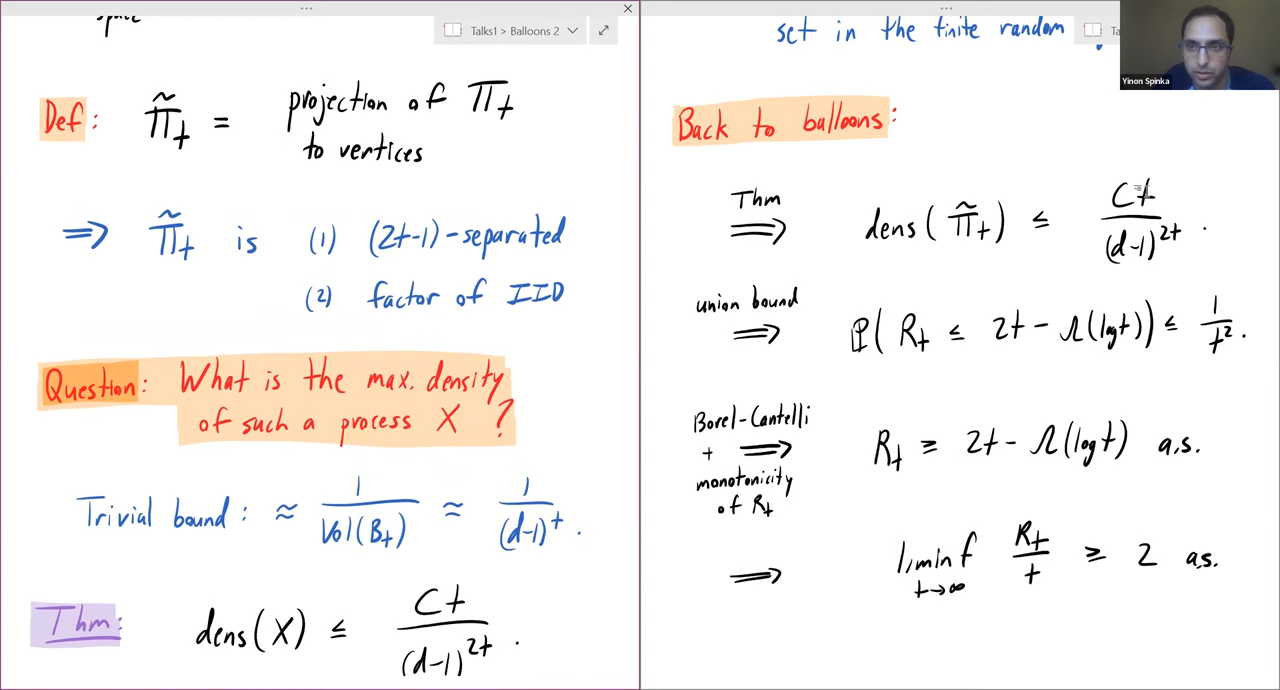 space
Talks1 > Balloons 2
Def: Π̃_t = projection of Π_t
to vertices
⟹ Π̃_t is (1) (2t-1)-separated
(2) factor of IID
Question: What is the max. density
of such a process X ?
Trivial bound: ≈ 1/Vol(B_t) ≈ 1/(d-1)^t .
Thm: dens(X) ≤ Ct/(d-1)^{2t} .
set in the finite random
Ta
Yinon Spinka
Back to balloons:
Thm ⟹ dens(Π̃_t) ≤ Ct/(d-1)^{2t} .
union bound ⟹ ℙ(R_t ≤ 2t - Ω(log t)) ≤ 1/t^2 .
Borel-Cantelli
+ ⟹ R_t ≥ 2t - Ω(log t) a.s.
monotonicity
of R_t
⟹ liminf_{t→∞} R_t/t ≥ 2 a.s.